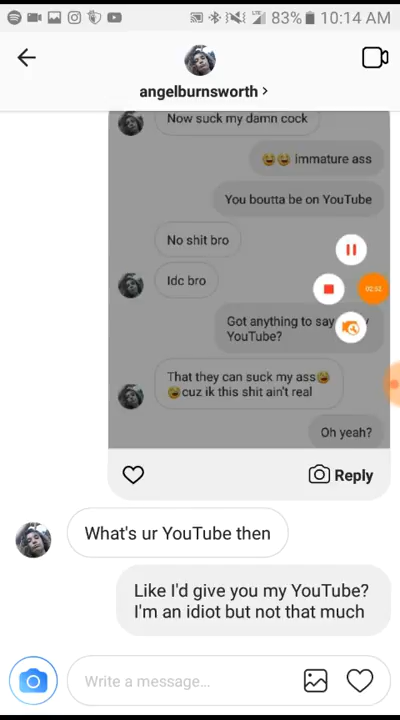 83% 10:14 AM
angelburnsworth >
Now suck my damn cock
😂😂 immature ass
You boutta be on YouTube
No shit bro
Idc bro
Got anything to say
YouTube?
That they can suck my ass😂
😂cuz ik this shit ain't real
Oh yeah?
Reply
What's ur YouTube then
Like I'd give you my YouTube?
I'm an idiot but not that much
Write a message...